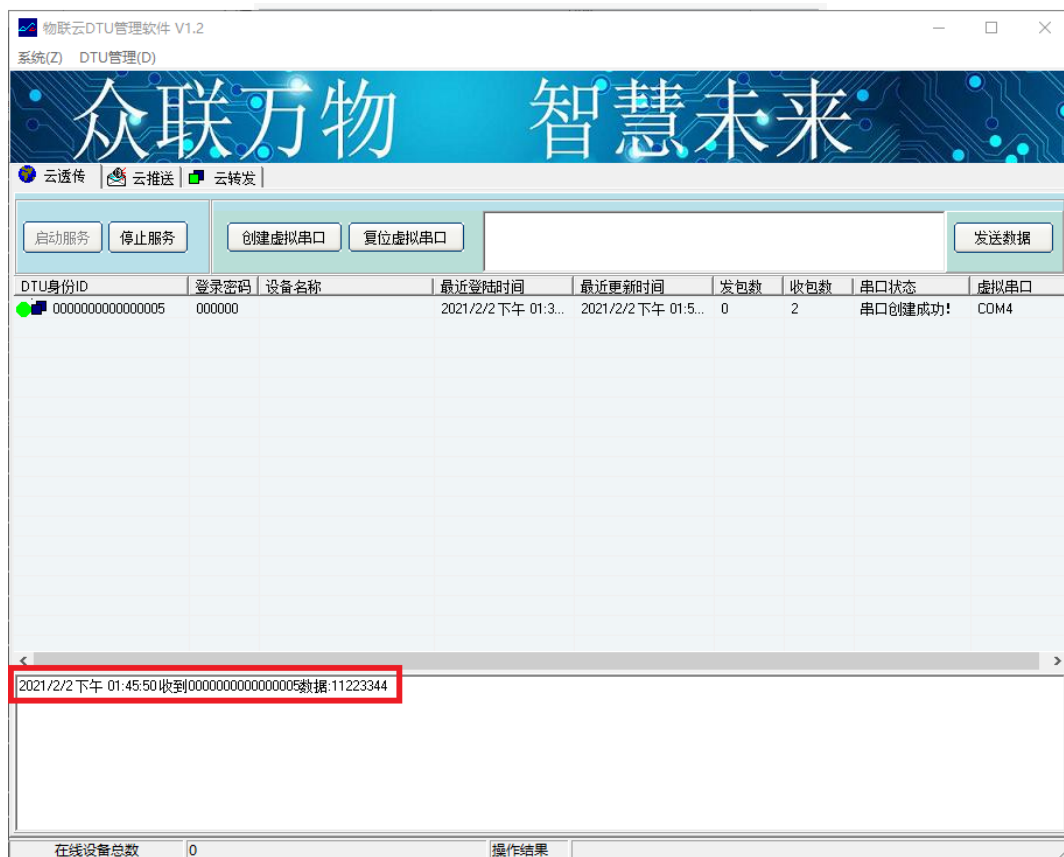 物联云DTU管理软件 V1.2
系统(Z) DTU管理(D)
众联万物 智慧未来
云透传 云推送 云转发
启动服务 停止服务 创建虚拟串口 复位虚拟串口 发送数据
DTU身份ID 登录密码 设备名称 最近登陆时间 最近更新时间 发包数 收包数 串口状态 虚拟串口
0000000000000005 000000 2021/2/2 下午 01:3... 2021/2/2 下午 01:5... 0 2 串口创建成功! COM4
2021/2/2 下午 01:45:50收到0000000000000005数据:11223344
在线设备总数 0 操作结果